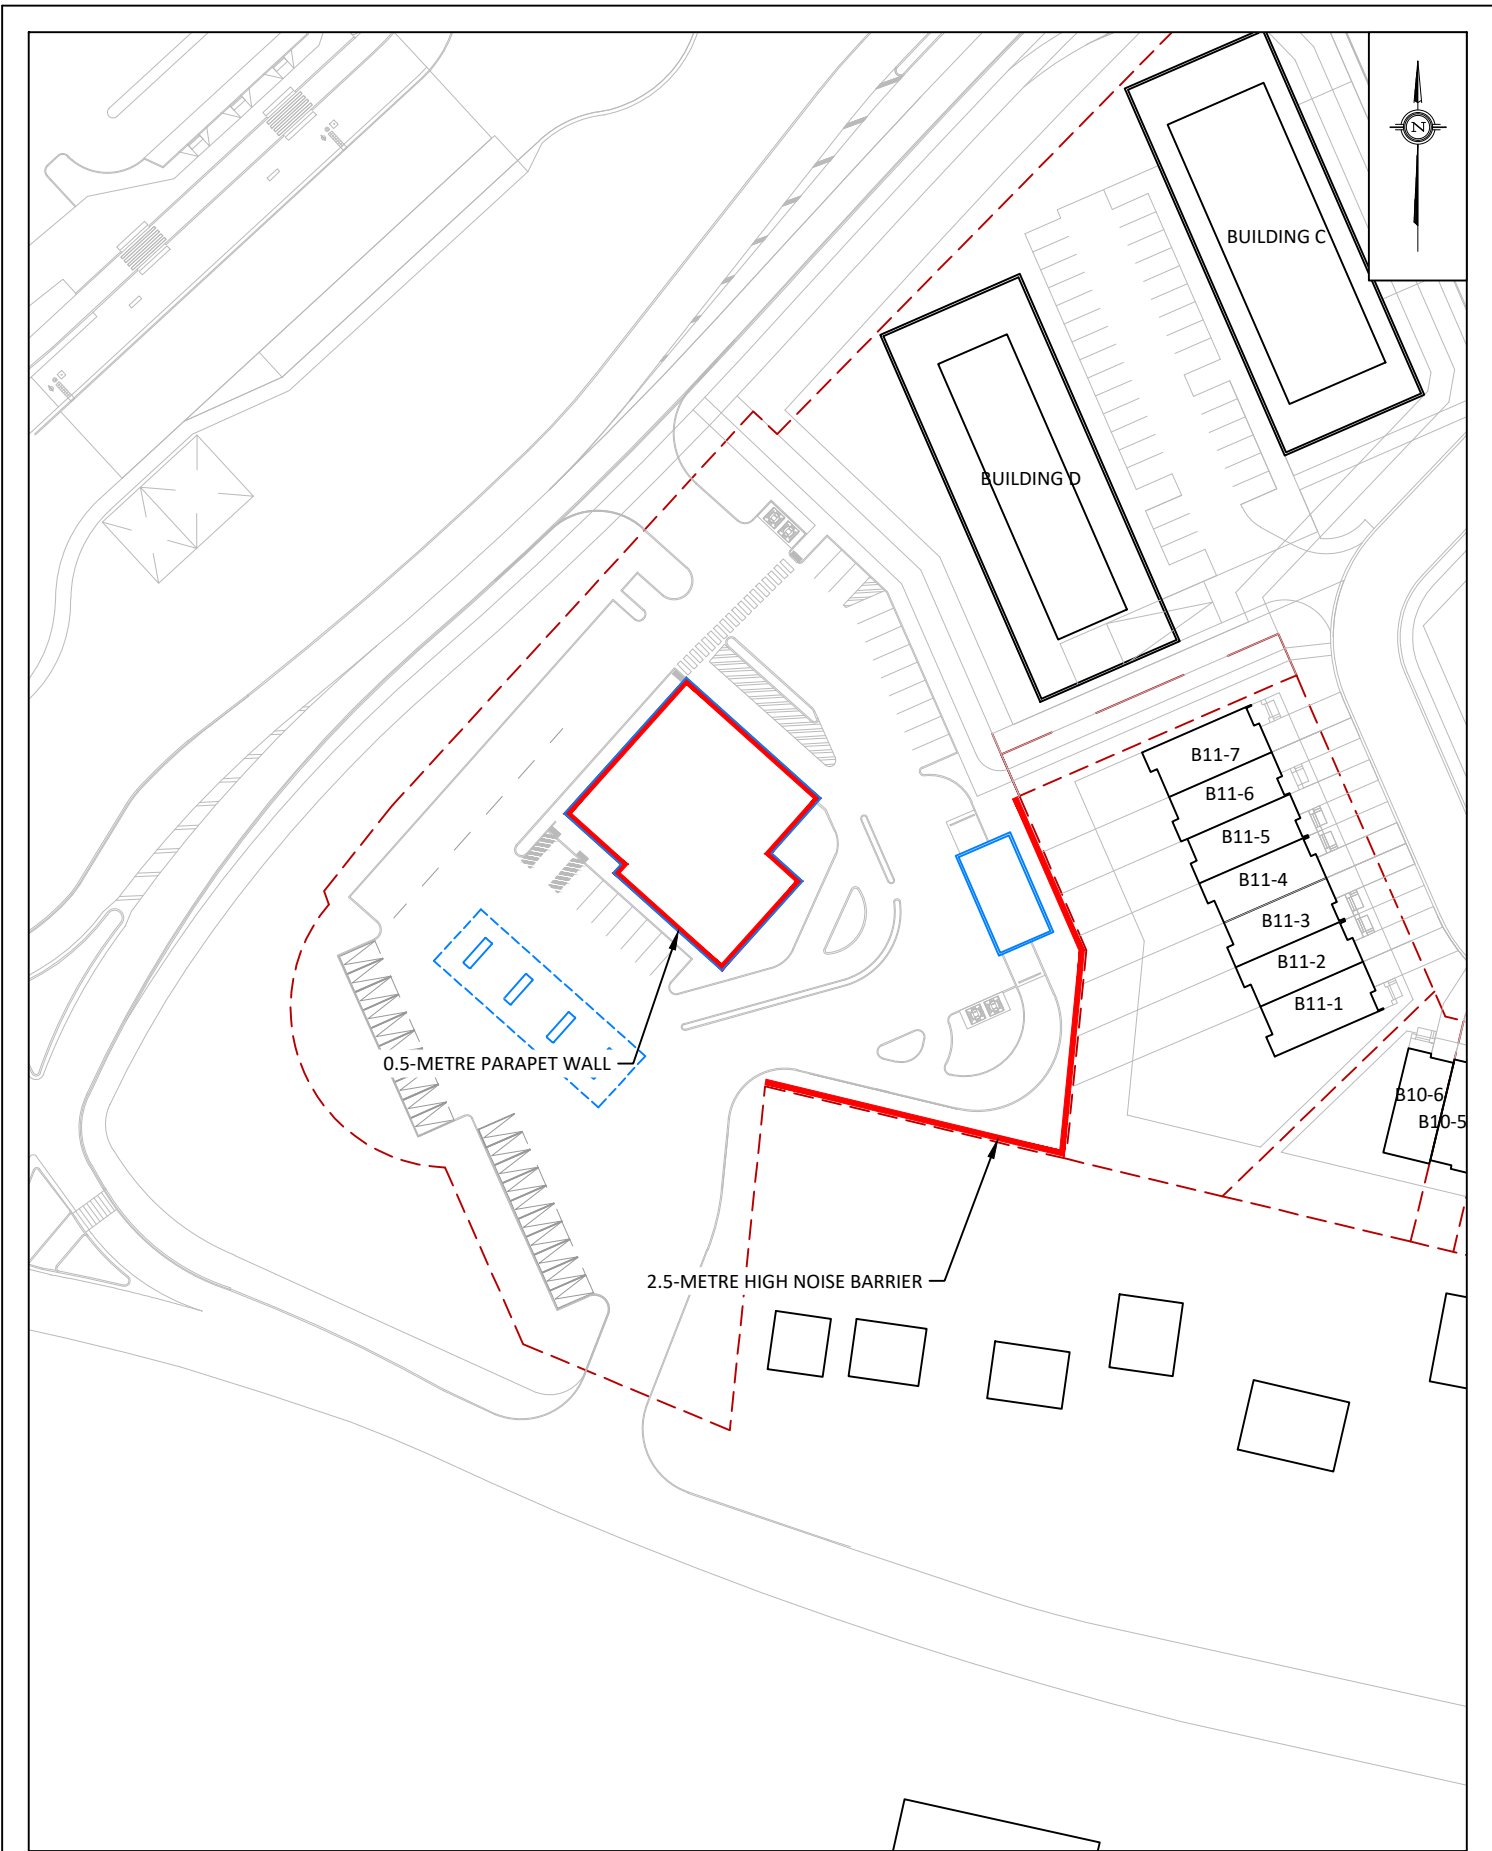 N
BUILDING C
BUILDING D
B11-7
B11-6
B11-5
B11-4
B11-3
B11-2
B11-1
0.5-METRE PARAPET WALL
B10-6
B10-5
2.5-METRE HIGH NOISE BARRIER